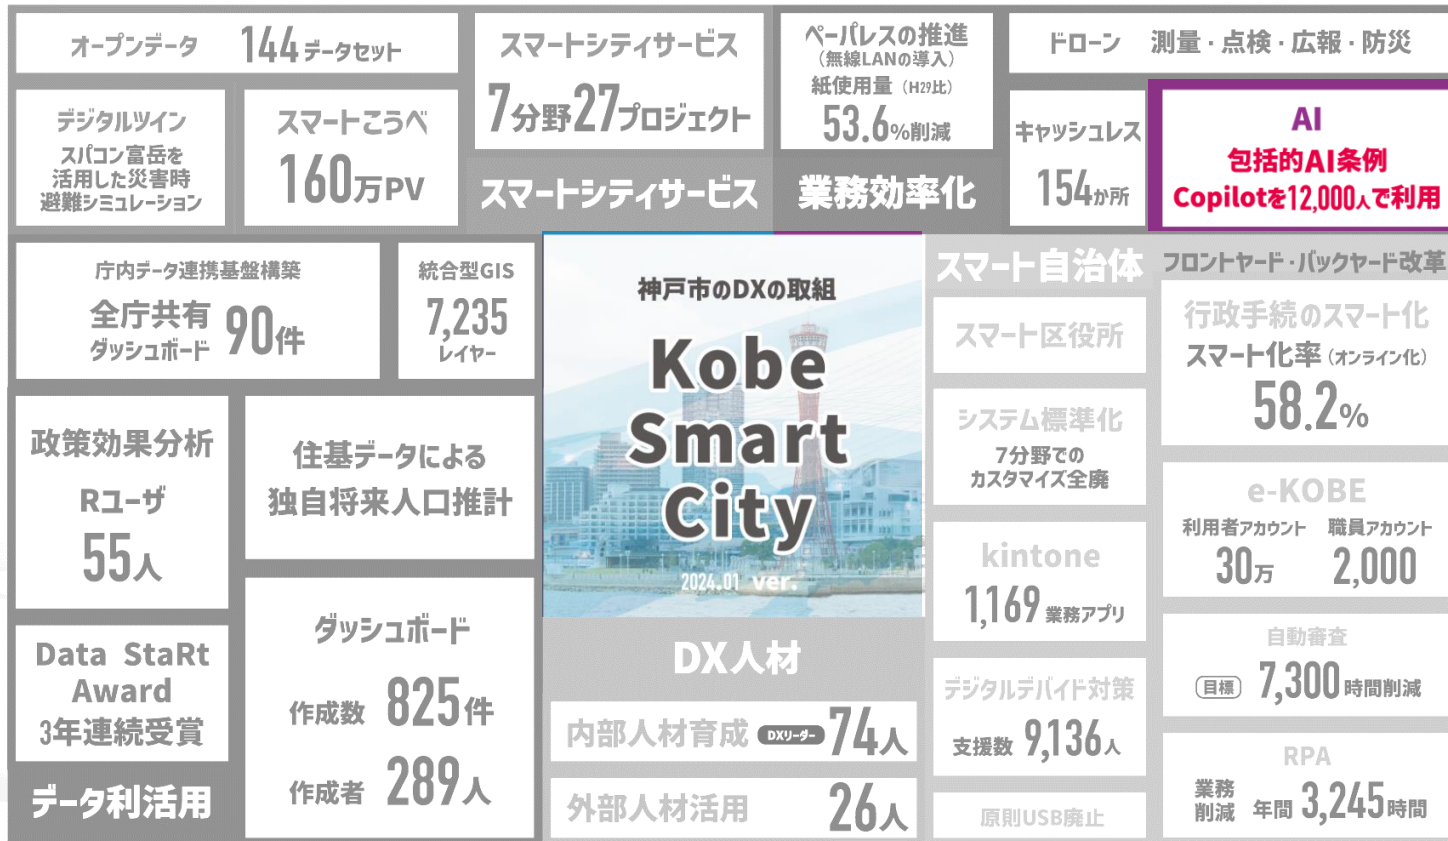 オープンデータ 144データセット
スマートシティサービス
7分野27プロジェクト
ペーパレスの推進
（無線LANの導入）
紙使用量（H29比）
53.6%削減
ドローン 測量・点検・広報・防災
デジタルツイン
スパコン富岳を
活用した災害時
避難シミュレーション
スマートこうべ
160万PV
スマートシティサービス
業務効率化
キャッシュレス
154か所
AI
包括的AI条例
Copilotを12,000人で利用
庁内データ連携基盤構築
全庁共有
ダッシュボード 90件
統合型GIS
7,235
レイヤー
神戸市のDXの取組
Kobe
Smart
City
2024.01 ver.
スマート自治体
フロントヤード・バックヤード改革
スマート区役所
行政手続のスマート化
スマート化率（オンライン化）
58.2%
政策効果分析
Rユーザ
55人
住基データによる
独自将来人口推計
システム標準化
7分野での
カスタマイズ全廃
e-KOBE
利用者アカウント 職員アカウント
30万 2,000
kintone
1,169 業務アプリ
Data StaRt
Award
3年連続受賞
データ利活用
ダッシュボード
作成数 825件
作成者 289人
DX人材
内部人材育成 DXリーダー 74人
外部人材活用 26人
デジタルデバイド対策
支援数 9,136人
原則USB廃止
自動審査
目標 7,300時間削減
RPA
業務
削減 年間 3,245時間